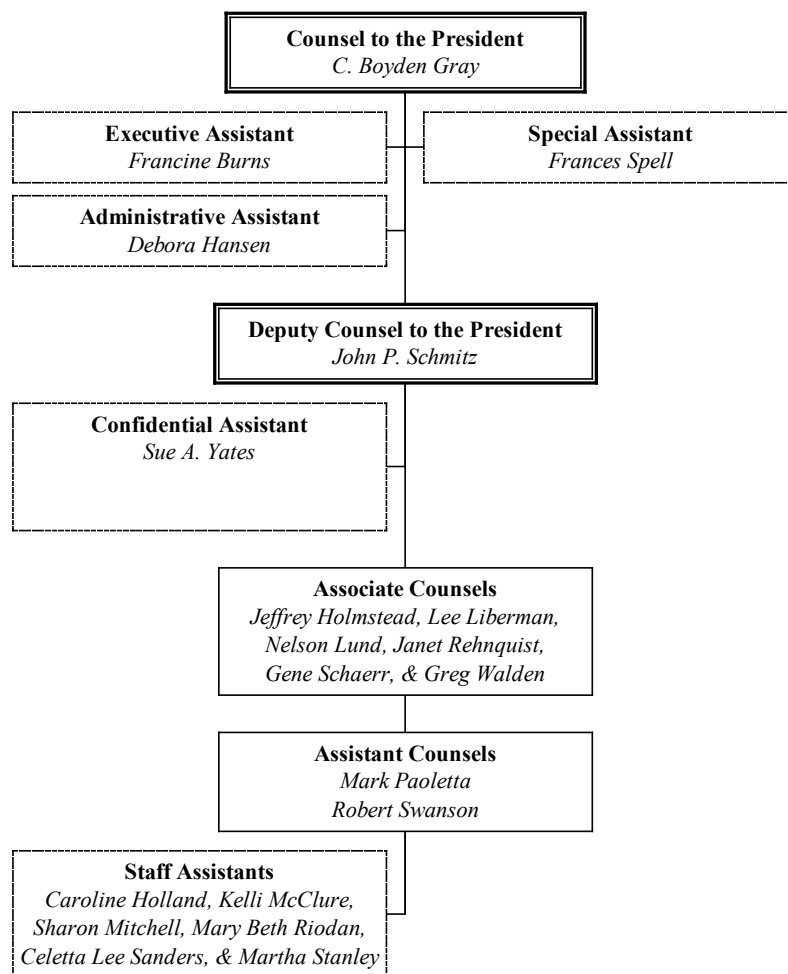 Counsel to the President
C. Boyden Gray
Executive Assistant
Francine Burns
Special Assistant
Frances Spell
Administrative Assistant
Debora Hansen
Deputy Counsel to the President
John P. Schmitz
Confidential Assistant
Sue A. Yates
Associate Counsels
Jeffrey Holmstead, Lee Liberman,
Nelson Lund, Janet Rehnquist,
Gene Schaerr, & Greg Walden
Assistant Counsels
Mark Paoletta
Robert Swanson
Staff Assistants
Caroline Holland, Kelli McClure,
Sharon Mitchell, Mary Beth Riodan,
Celetta Lee Sanders, & Martha Stanley